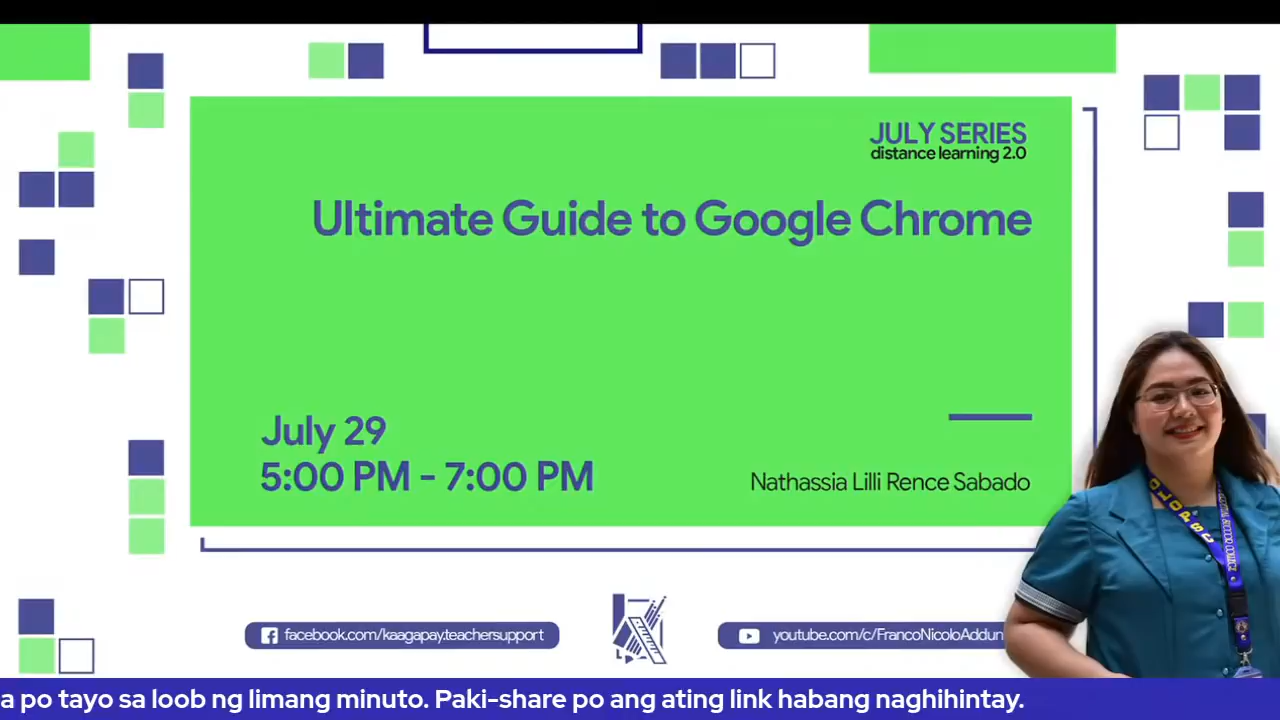 JULY SERIES
distance learning 2.0
Ultimate Guide to Google Chrome
July 29
5:00 PM - 7:00 PM
Nathassia Lilli Rence Sabado
facebook.com/kaagapay.teachersupport
youtube.com/c/FrancoNicoloAddun
a po tayo sa loob ng limang minuto. Paki-share po ang ating link habang naghihintay.